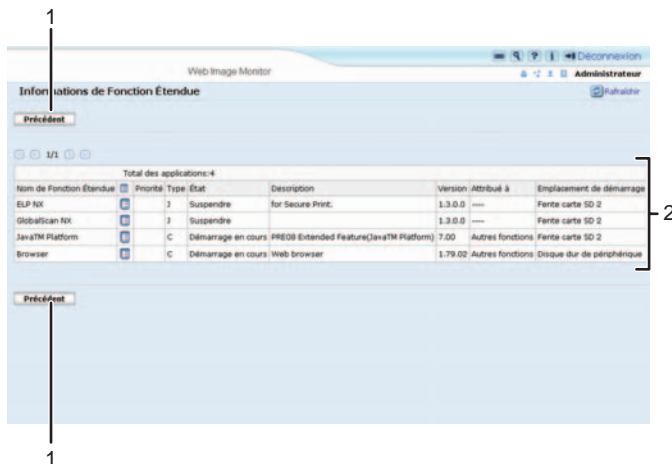 1
Déconnexion
Web Image Monitor
Administrateur
Informations de Fonction Étendue
Rafraîchir
Précédent
1/1
Total des applications:4
Nom de Fonction Étendue Priorité Type État Description Version Attribué à Emplacement de démarrage
ELP NX J Suspendre for Secure Print. 1.3.0.0 ---- Fente carte SD 2
GlobalScan NX J Suspendre 1.3.0.0 ---- Fente carte SD 2
JavaTM Platform C Démarrage en cours PRE08 Extended Feature(JavaTM Platform) 7.00 Autres fonctions Fente carte SD 2
Browser C Démarrage en cours Web browser 1.79.02 Autres fonctions Disque dur de périphérique
2
Précédent
1